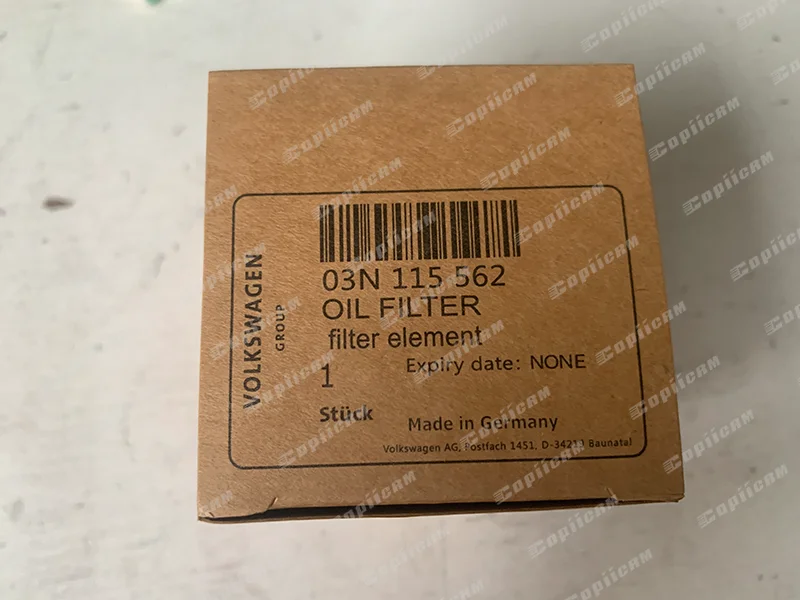 VOLKSWAGEN
GROUP
03N 115 562
OIL FILTER
filter element
Expiry date: NONE
1
Stück
Made in Germany
Volkswagen AG, Postfach 1451, D-34219 Baunatal
CopiicRM